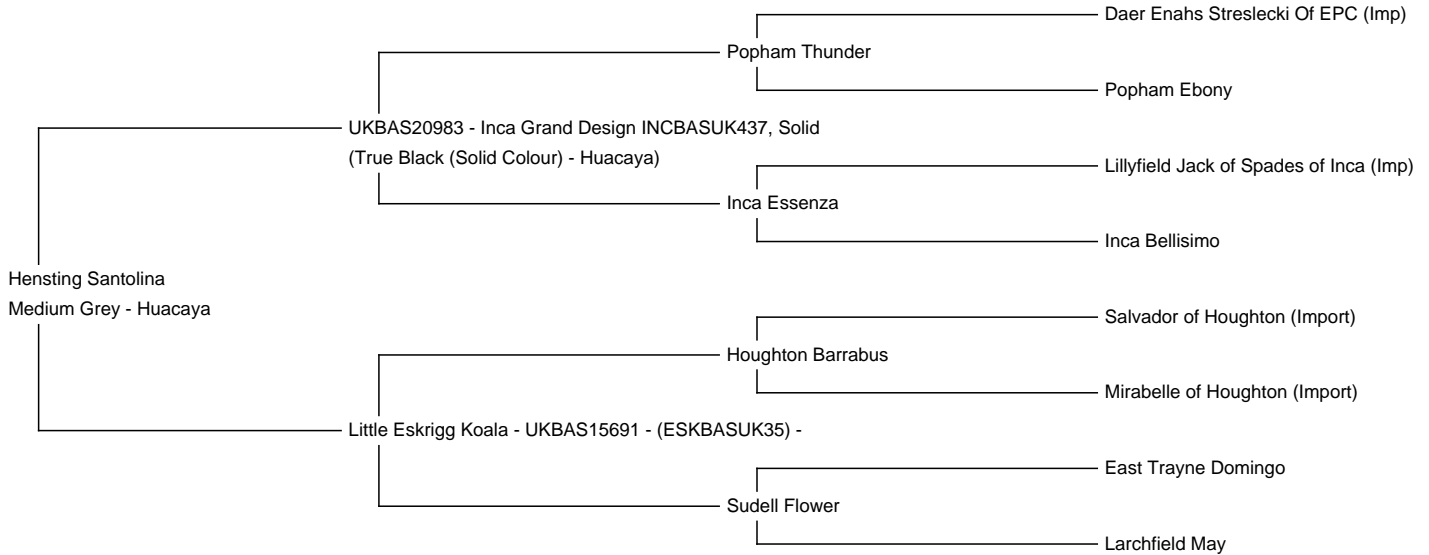 Daer Enahs Streslecki Of EPC (Imp)
Popham Thunder
Popham Ebony
UKBAS20983 - Inca Grand Design INCBASUK437, Solid
(True Black (Solid Colour) - Huacaya)
Lillyfield Jack of Spades of Inca (Imp)
Inca Essenza
Inca Bellisimo
Hensting Santolina
Medium Grey - Huacaya
Salvador of Houghton (Import)
Houghton Barrabus
Mirabelle of Houghton (Import)
Little Eskrigg Koala - UKBAS15691 - (ESKBASUK35) -
East Trayne Domingo
Sudell Flower
Larchfield May